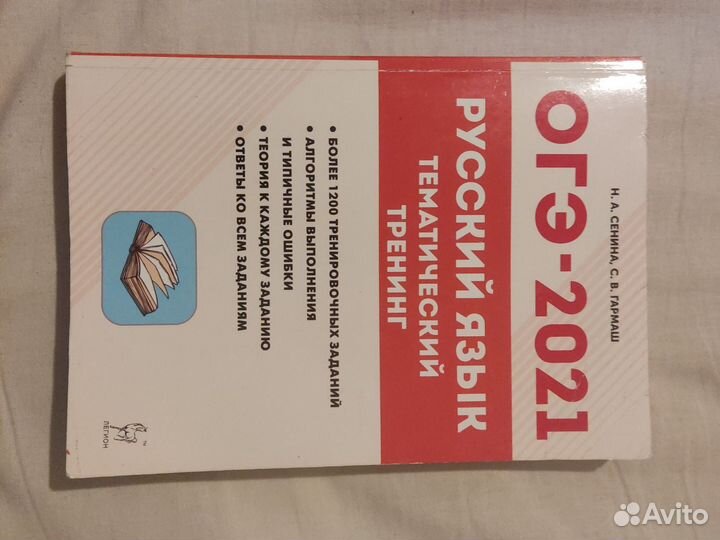 Н. А. СЕНИНА, С. В. ГАРМАШ
ОГЭ-2021
РУССКИЙ ЯЗЫК
ТЕМАТИЧЕСКИЙ
ТРЕНИНГ
• БОЛЕЕ 1200 ТРЕНИРОВОЧНЫХ ЗАДАНИЙ
• АЛГОРИТМЫ ВЫПОЛНЕНИЯ
И ТИПИЧНЫЕ ОШИБКИ
• ТЕОРИЯ К КАЖДОМУ ЗАДАНИЮ
• ОТВЕТЫ КО ВСЕМ ЗАДАНИЯМ
ЛЕГИОН
TM
Avito